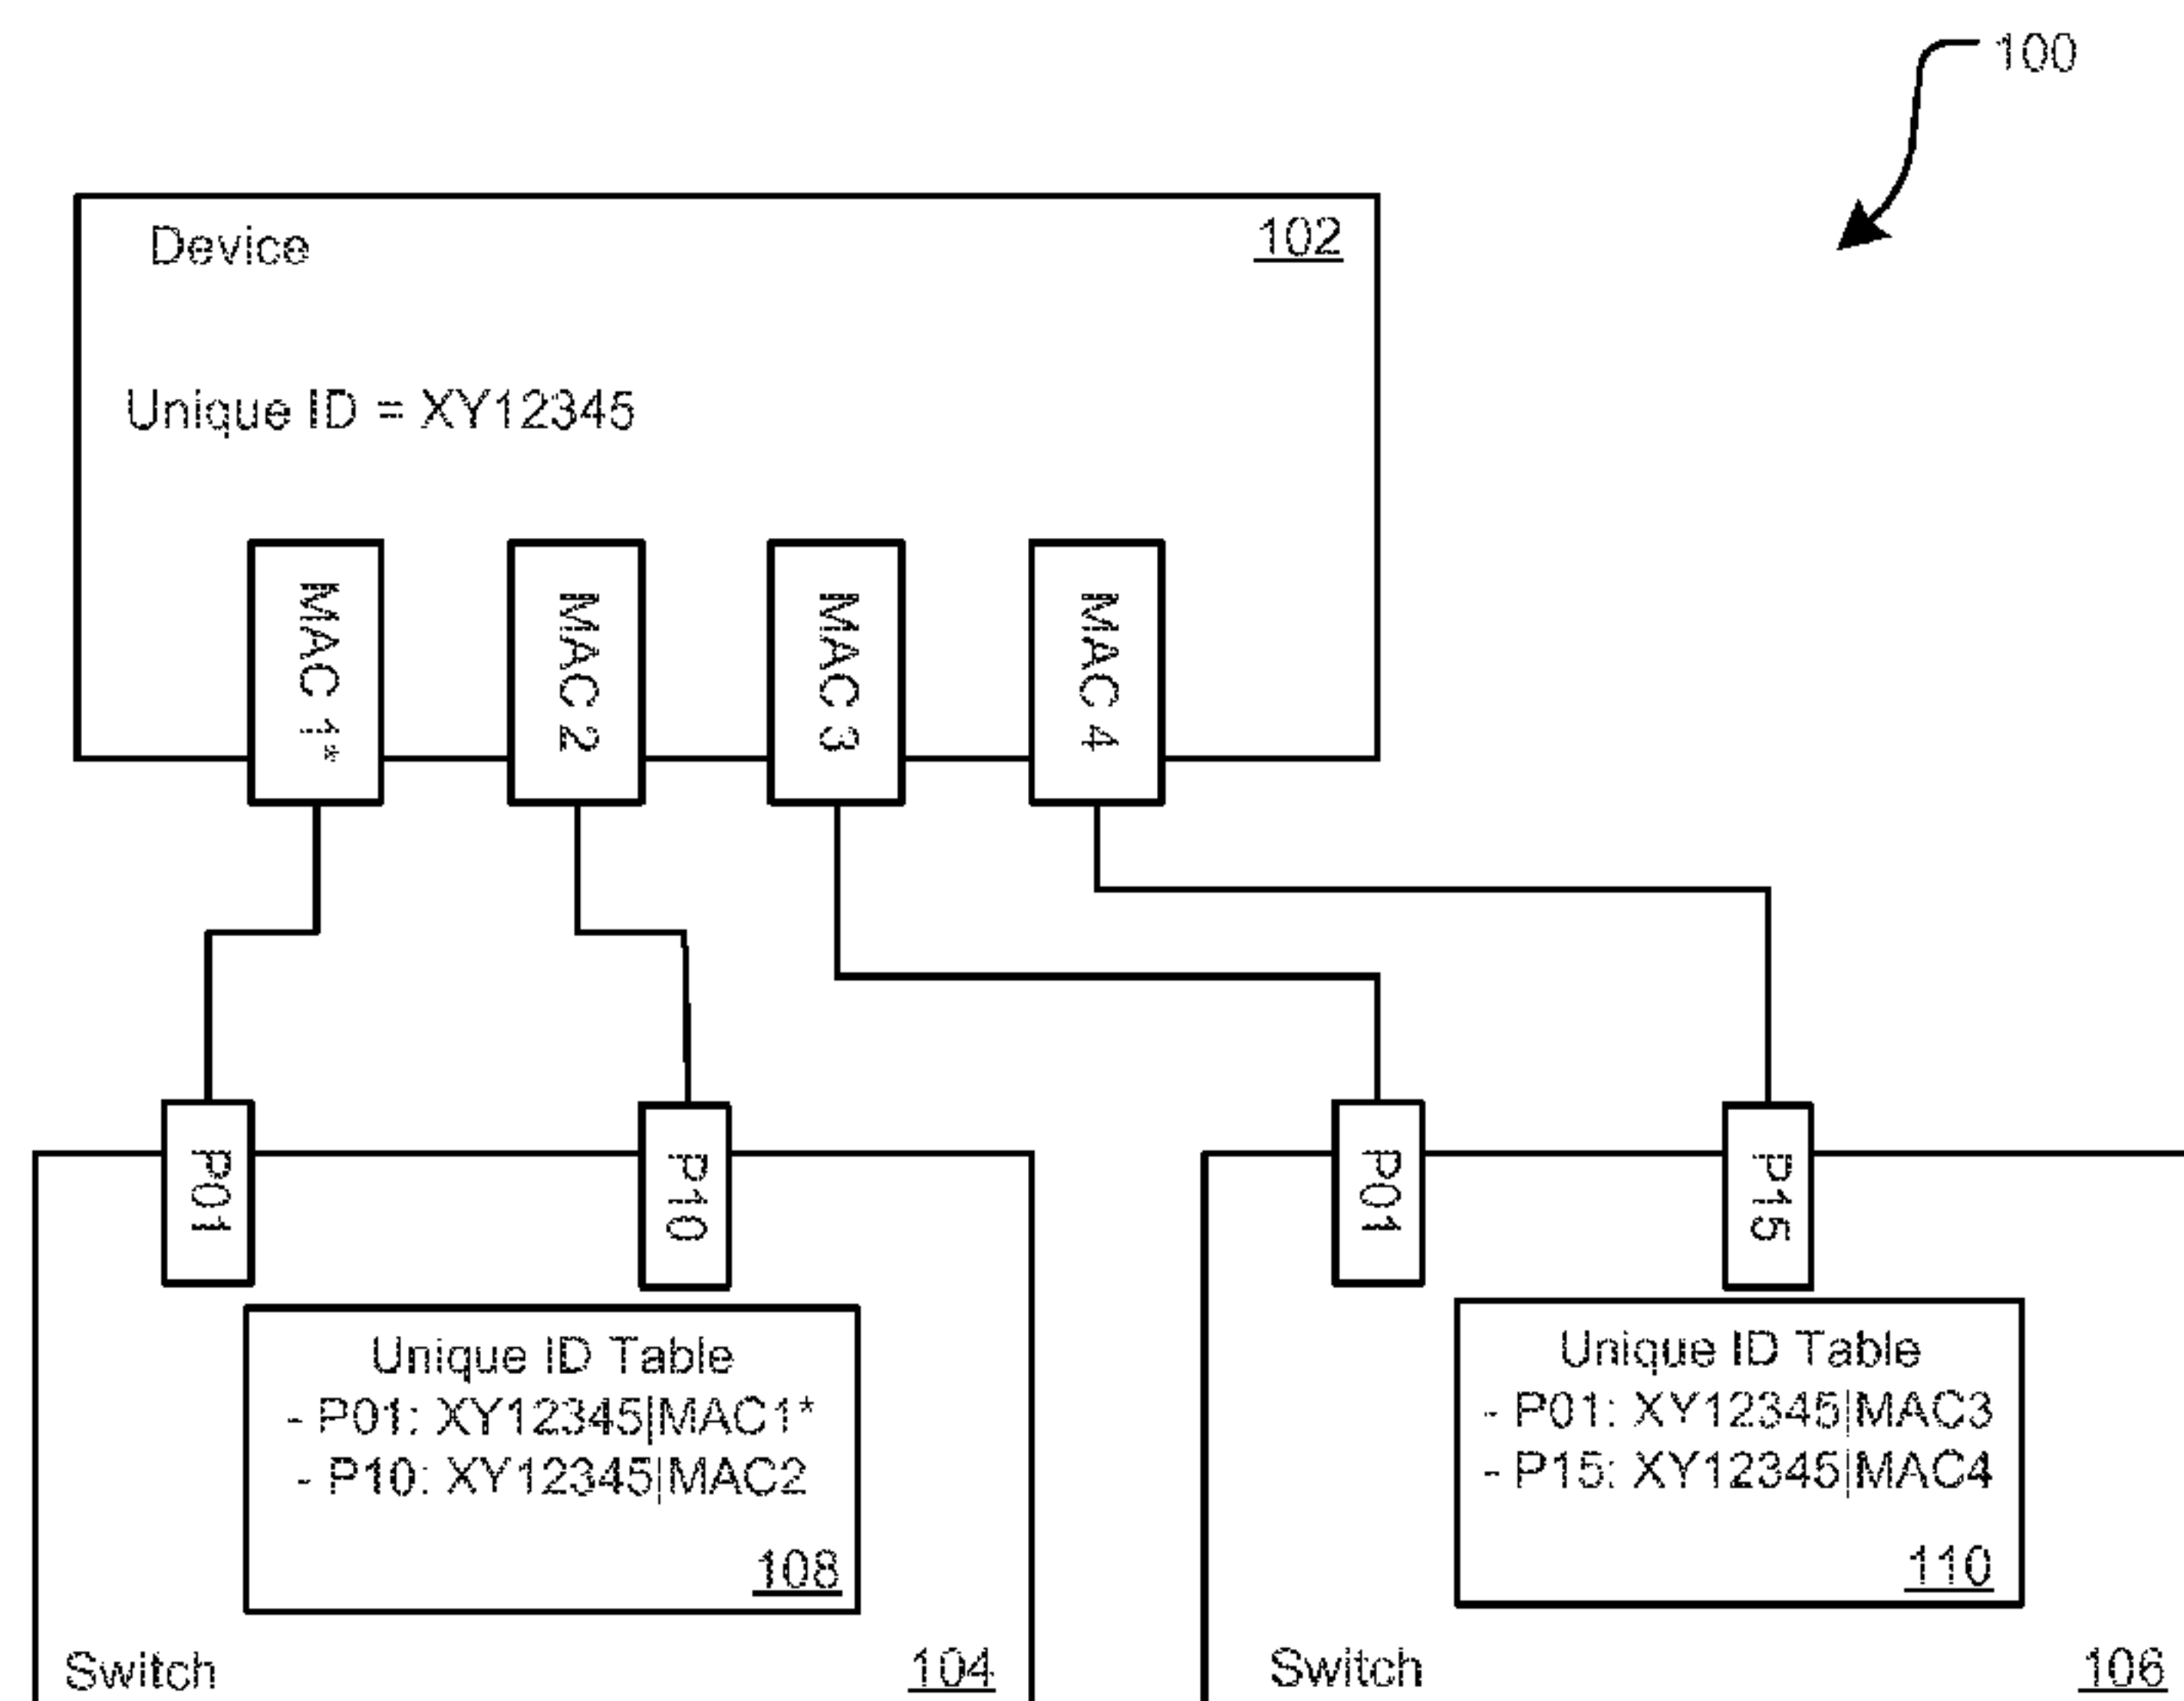 100
Device
102
Unique ID = XY12345
MAC 1*
MAC 2
MAC 3
MAC 4
P01
P10
P01
P15
Unique ID Table
- P01: XY12345|MAC1*
- P10: XY12345|MAC2
108
Switch
104
Unique ID Table
- P01: XY12345|MAC3
- P15: XY12345|MAC4
110
Switch
106